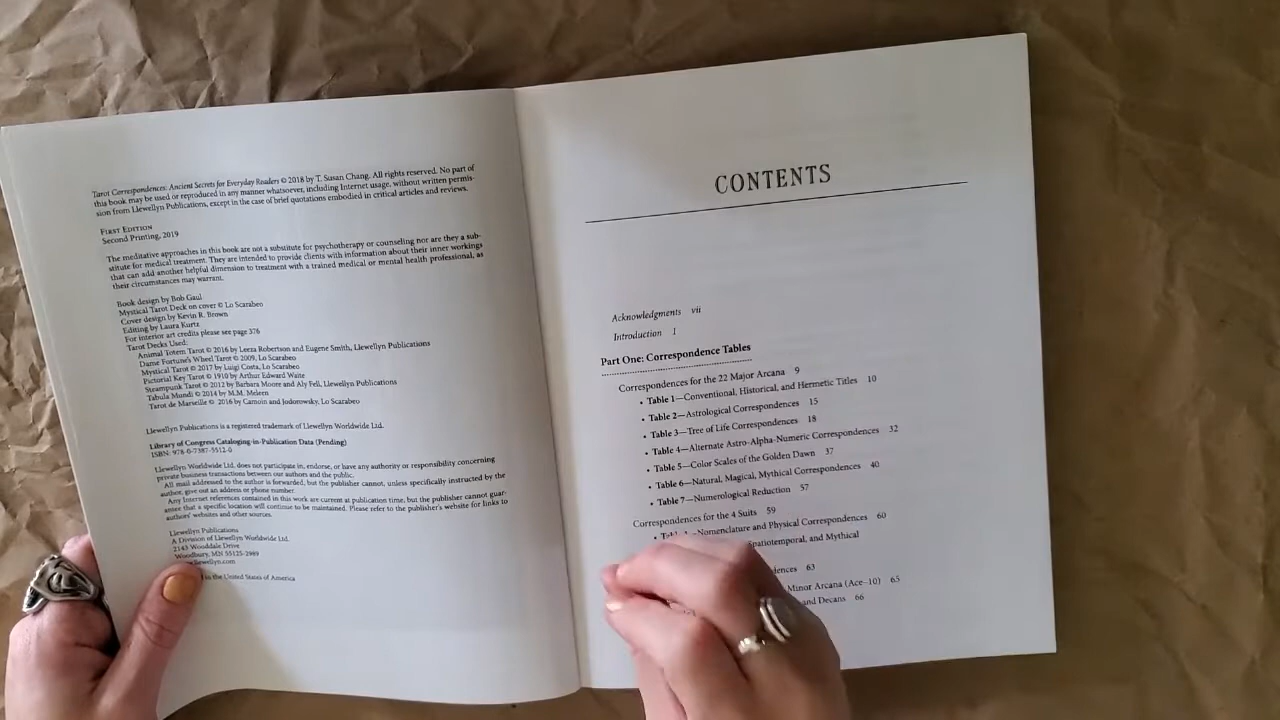 Tarot Correspondences: Ancient Secrets for Everyday Readers © 2018 by T. Susan Chang. All rights reserved. No part of
this book may be used or reproduced in any manner whatsoever, including Internet usage, without written permis-
sion from Llewellyn Publications, except in the case of brief quotations embodied in critical articles and reviews.
FIRST EDITION
Second Printing, 2019
The meditative approaches in this book are not a substitute for psychotherapy or counseling nor are they a sub-
stitute for medical treatment. They are intended to provide clients with information about their inner workings
that can add another helpful dimension to treatment with a trained medical or mental health professional, as
their circumstances may warrant.
Book design by Bob Gaul
Mystical Tarot Deck on cover © Lo Scarabeo
Cover design by Kevin R. Brown
Editing by Laura Kurtz
For interior art credits please see page 376
Tarot Decks Used:
Animal Totem Tarot © 2016 by Leeza Robertson and Eugene Smith, Llewellyn Publications
Dame Fortune's Wheel Tarot © 2009, Lo Scarabeo
Mystical Tarot © 2017 by Luigi Costa, Lo Scarabeo
Pictorial Key Tarot © 1910 by Arthur Edward Waite
Steampunk Tarot © 2012 by Barbara Moore and Aly Fell, Llewellyn Publications
Tabula Mundi © 2014 by M.M. Meleen
Tarot de Marseille © 2016 by Camoin and Jodorowsky, Lo Scarabeo
Llewellyn Publications is a registered trademark of Llewellyn Worldwide Ltd.
Library of Congress Cataloging-in-Publication Data (Pending)
ISBN: 978-0-7387-5512-0
Llewellyn Worldwide Ltd. does not participate in, endorse, or have any authority or responsibility concerning
private business transactions between our authors and the public.
All mail addressed to the author is forwarded, but the publisher cannot, unless specifically instructed by the
author, give out an address or phone number.
Any Internet references contained in this work are current at publication time, but the publisher cannot guar-
antee that a specific location will continue to be maintained. Please refer to the publisher's website for links to
authors' websites and other sources.
Llewellyn Publications
A Division of Llewellyn Worldwide Ltd.
2143 Wooddale Drive
Woodbury, MN 55125-2989
llewellyn.com
in the United States of America
CONTENTS
Acknowledgments vii
Introduction 1
Part One: Correspondence Tables
Correspondences for the 22 Major Arcana 9
• Table 1—Conventional, Historical, and Hermetic Titles 10
• Table 2—Astrological Correspondences 15
• Table 3—Tree of Life Correspondences 18
• Table 4—Alternate Astro-Alpha-Numeric Correspondences 32
• Table 5—Color Scales of the Golden Dawn 37
• Table 6—Natural, Magical, Mythical Correspondences 40
• Table 7—Numerological Reduction 57
Correspondences for the 4 Suits 59
Nomenclature and Physical Correspondences 60
Spatiotemporal, and Mythical
63
Minor Arcana (Ace–10) 65
and Decans 66